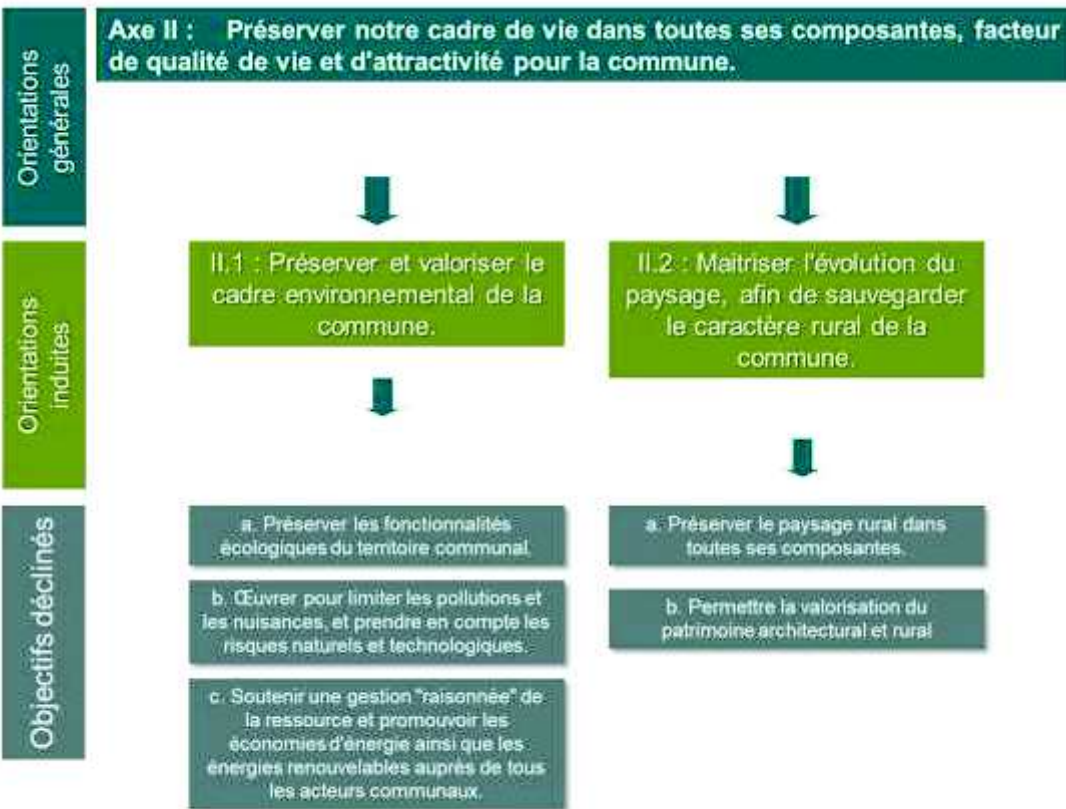 Orientations
générales
Axe II : Préserver notre cadre de vie dans toutes ses composantes, facteur
de qualité de vie et d'attractivité pour la commune.
Orientations
induites
II.1 : Préserver et valoriser le
cadre environnemental de la
commune.
II.2 : Maitriser l'évolution du
paysage, afin de sauvegarder
le caractère rural de la
commune.
Objectifs déclinés
a. Préserver les fonctionnalités
écologiques du territoire communal.
b. Œuvrer pour limiter les pollutions et
les nuisances, et prendre en compte les
risques naturels et technologiques.
c. Soutenir une gestion "raisonnée" de
la ressource et promouvoir les
économies d'énergie ainsi que les
énergies renouvelables auprès de tous
les acteurs communaux.
a. Préserver le paysage rural dans
toutes ses composantes.
b. Permettre la valorisation du
patrimoine architectural et rural